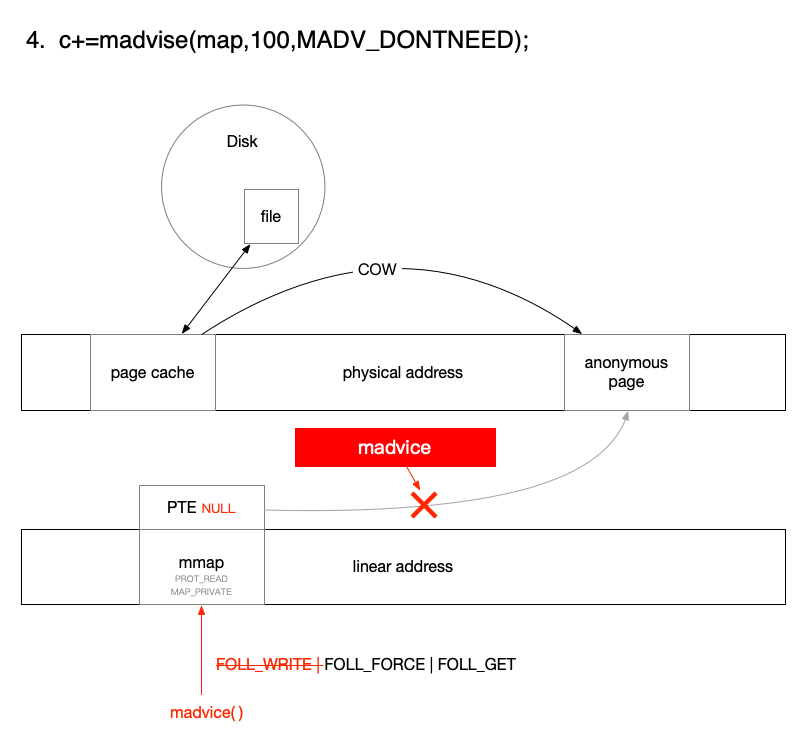 4. c+=madvise(map,100,MADV_DONTNEED);
Disk
file
COW
page cache
physical address
anonymous
page
madvice
PTE NULL
mmap
PROT_READ
MAP_PRIVATE
linear address
FOLL_WRITE | FOLL_FORCE | FOLL_GET
madvice()